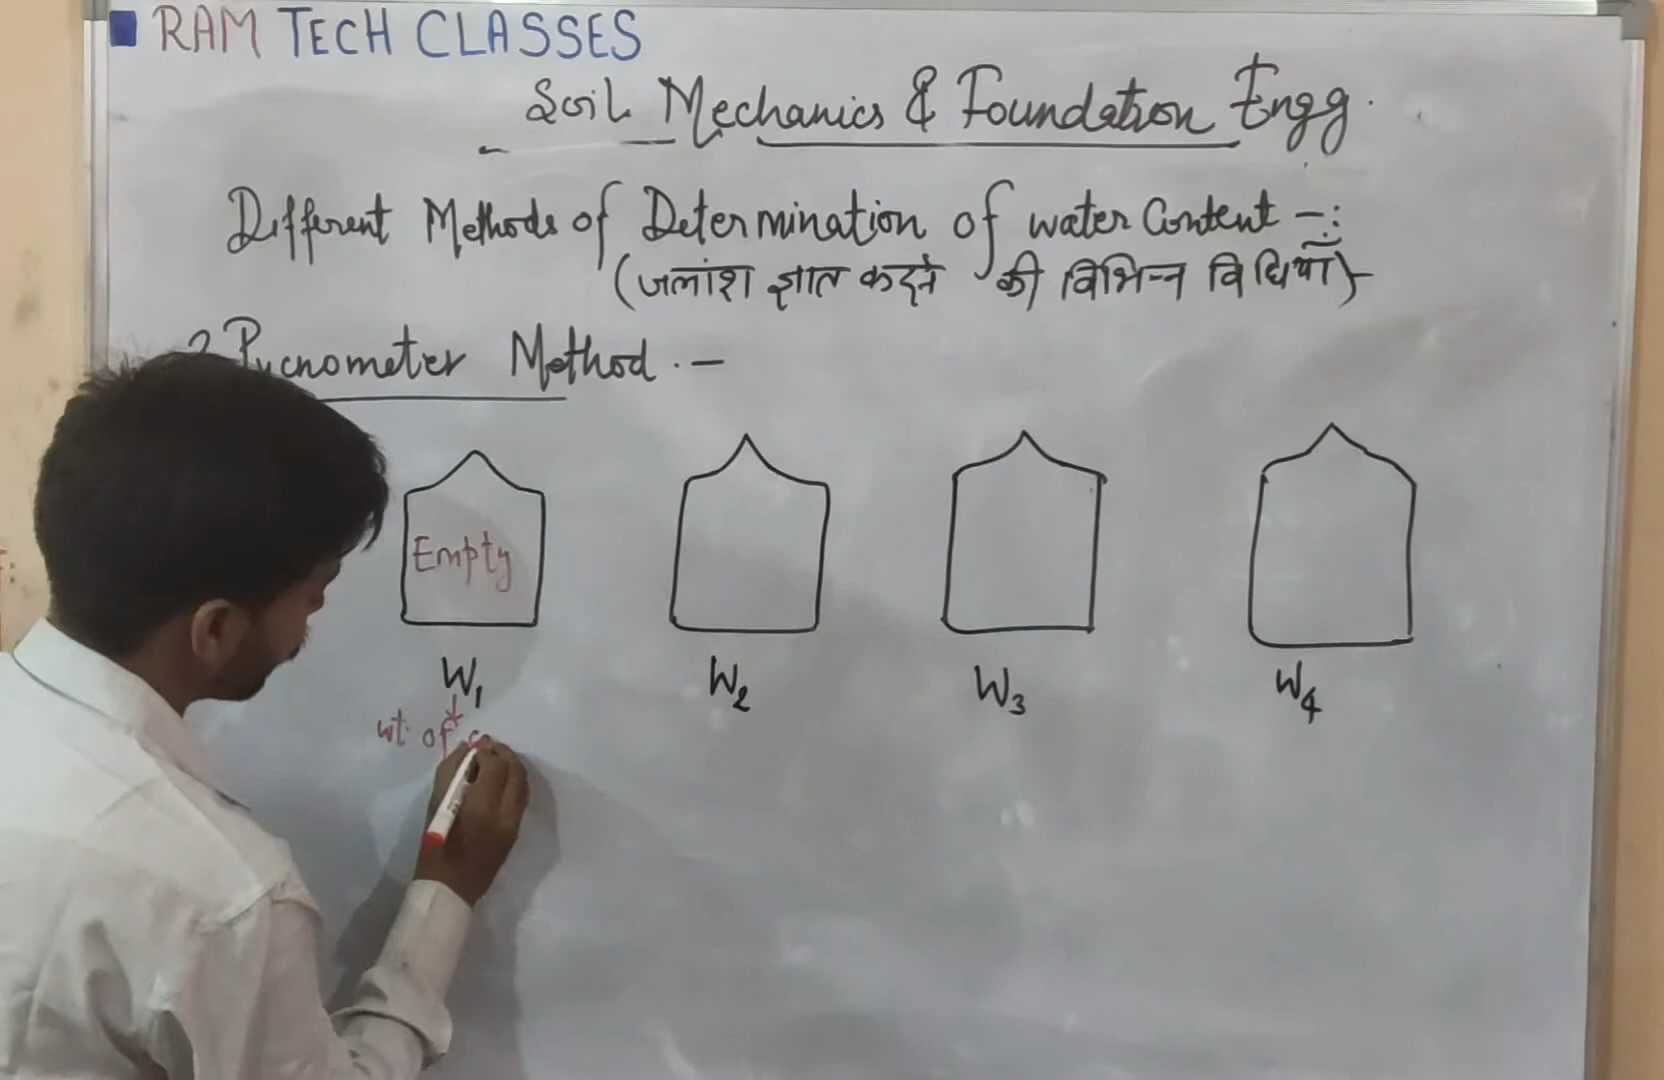 RAM TECH CLASSES
Soil Mechanics & Foundation Engg.
Different Methods of Determination of water Content -:
(जलांश ज्ञात करने की विभिन्न विधियाँ)-
Pycnometer Method . -
Empty
W1 W2 W3 W4
wt. of